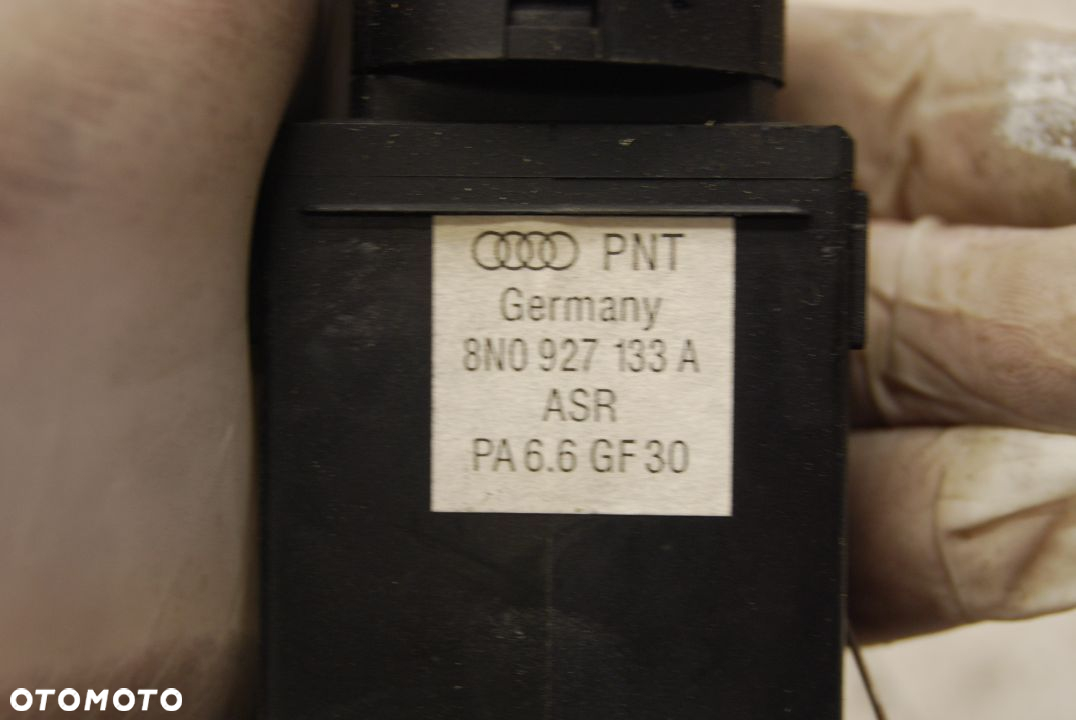 PNT
Germany
8N0 927 133 A
ASR
PA 6.6 GF 30
OTOMOTO